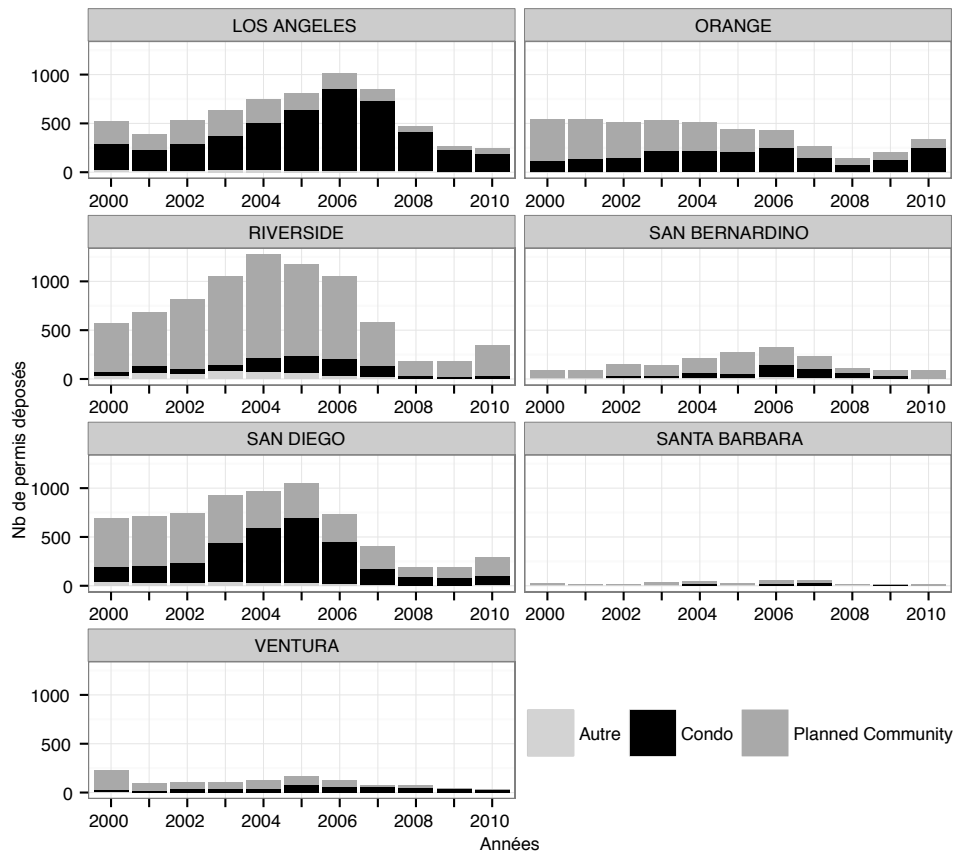 LOS ANGELES
ORANGE
1000
500
0
2000 2002 2004 2006 2008 2010
2000 2002 2004 2006 2008 2010
RIVERSIDE
SAN BERNARDINO
1000
500
0
2000 2002 2004 2006 2008 2010
2000 2002 2004 2006 2008 2010
SAN DIEGO
SANTA BARBARA
1000
500
0
2000 2002 2004 2006 2008 2010
2000 2002 2004 2006 2008 2010
VENTURA
1000
500
0
2000 2002 2004 2006 2008 2010
Années
Nb de permis déposés
Autre Condo Planned Community